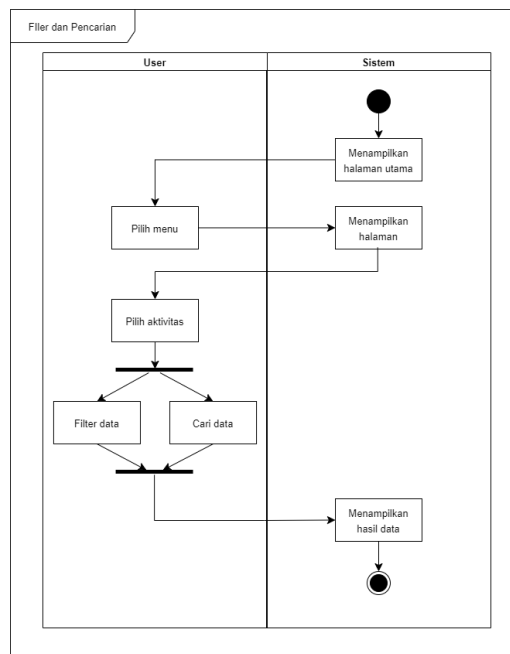 FIler dan Pencarian
User
Sistem
Menampilkan
halaman utama
Pilih menu
Menampilkan
halaman
Pilih aktivitas
Filter data
Cari data
Menampilkan
hasil data